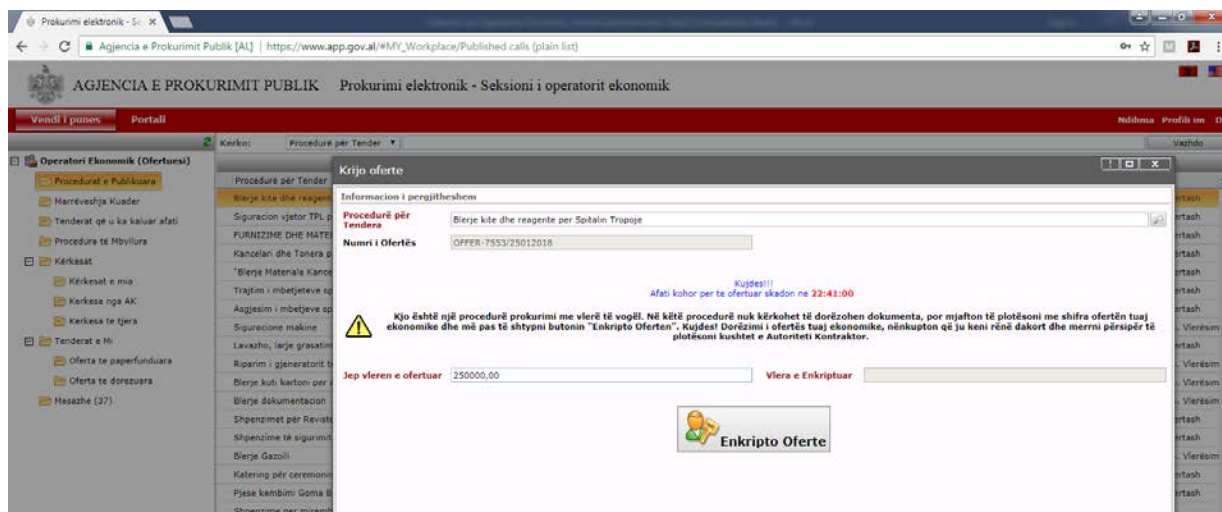 Prokurimi elektronik - Se
Agjencia e Prokurimit Publik [AL] | https://www.app.gov.al/#MY_Workplace/Published calls (plain list)
AGJENCIA E PROKURIMIT PUBLIK Prokurimi elektronik - Seksioni i operatorit ekonomik
Vendi i punes Portali Ndihma Profili im
Kerko: Procedurë për Tender Vazhdo
Operatori Ekonomik (Ofertuesi)
Procedurat e Publikuara
Marrëveshja Kuader
Tenderat që u ka kaluar afati
Procedura të Mbyllura
Kërkesat
Kërkesat e mia
Kerkesa nga AK
Kerkesa te tjera
Tenderat e Mi
Oferta te paperfunduara
Oferta te dorezuara
Mesazhe (37)
Procedurë për Tender
Blerje kite dhe reagent
Siguracion vjetor TPL p
FURNIZIME DHE MATE
Kancelari dhe Tonera p
"Blerje Materiale Kance
Trajtim i mbetjeve sp
Asgjesim i mbetjeve sp
Siguracione makine
Lavazho, larje grasatim
Riparim i gjeneratorit t
Blerje kuti kartoni per
Blerje dokumentacion
Shpenzimet për Reviste
Shpenzime të sigurimit
Blerje Gazoili
Katering për ceremoni
Pjese kembimi Goma B
Krijo oferte
Informacion i pergjitheshem
Procedurë për Tendera Blerje kite dhe reagente per Spitalin Tropoje
Numri i Ofertës OFFER-7553/25012018
Kujdes!!!
Afati kohor per te ofertuar skadon ne 22:41:00
Kjo është një procedurë prokurimi me vlerë të vogël. Në këtë procedurë nuk kërkohet të dorëzohen dokumenta, por mjafton të plotësoni me shifra ofertën tuaj
ekonomike dhe më pas të shtypni butonin "Enkripto Oferten". Kujdes! Dorëzimi i ofertës tuaj ekonomike, nënkupton që ju keni rënë dakort dhe merrni përsipër të
plotësoni kushtet e Autoriteti Kontraktor.
Jep vleren e ofertuar 250000,00 Vlera e Enkriptuar
Enkripto Oferte